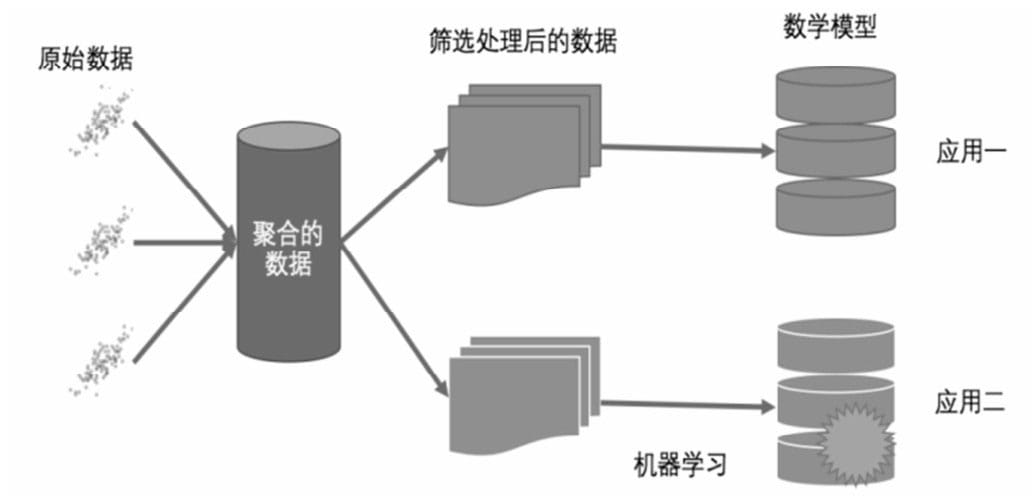 原始数据
筛选处理后的数据
数学模型
聚合的
数据
应用一
应用二
机器学习